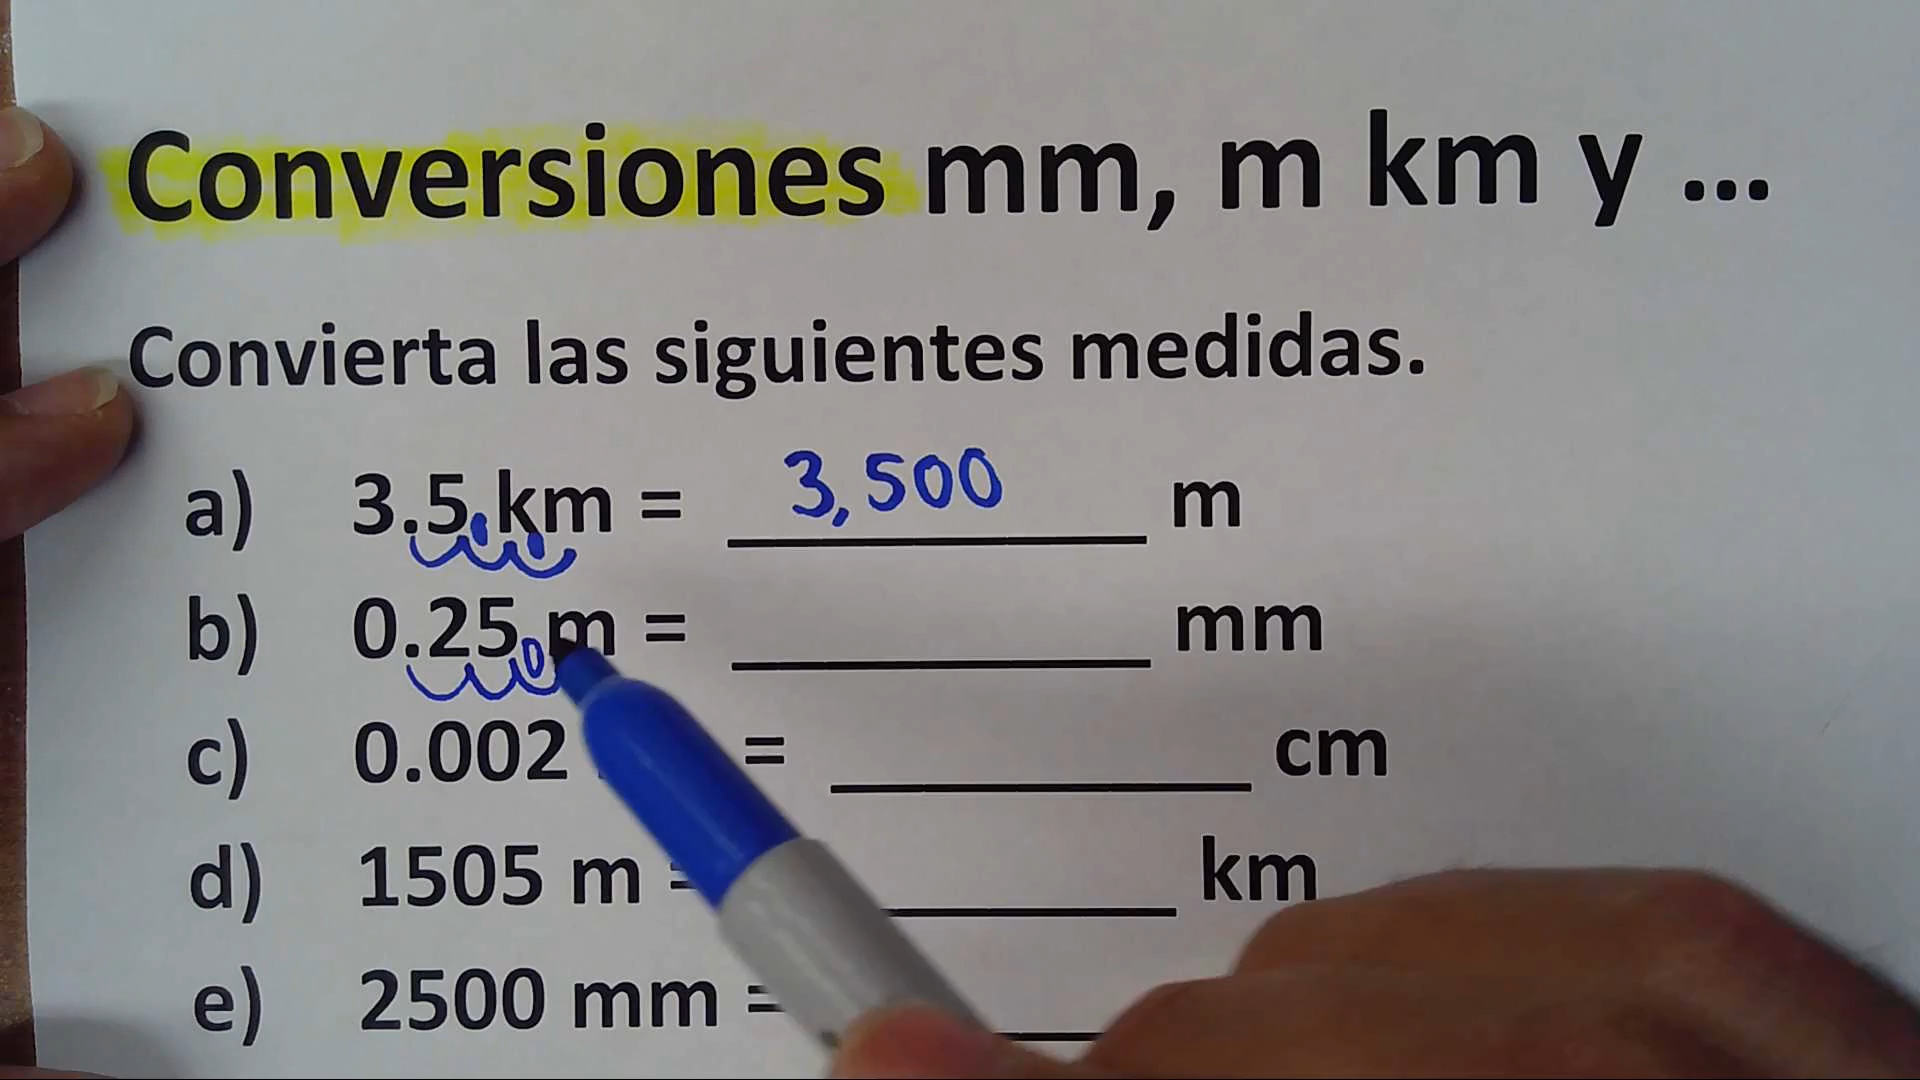 Conversiones mm, m km y ...
Convierta las siguientes medidas.
a) 3.5 km = 3,500 m
b) 0.25 0 m = mm
c) 0.002 = cm
d) 1505 m = km
e) 2500 mm =